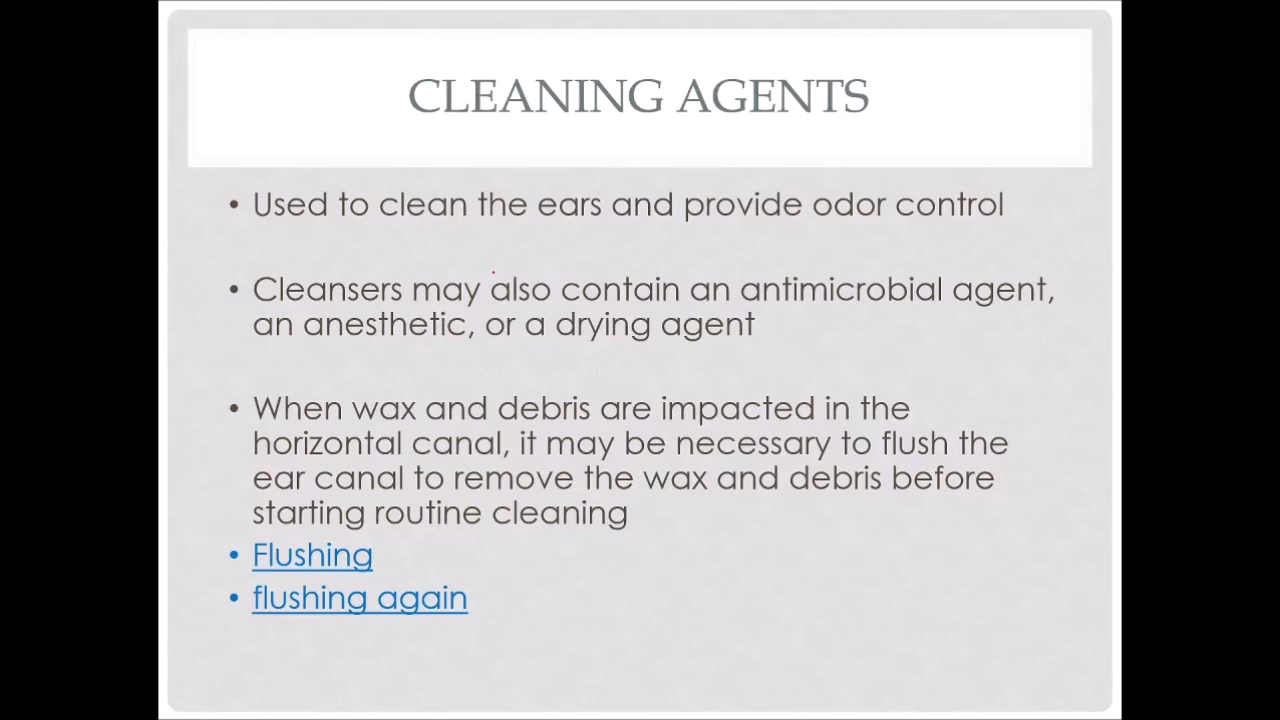 CLEANING AGENTS
• Used to clean the ears and provide odor control
• Cleansers may also contain an antimicrobial agent,
an anesthetic, or a drying agent
• When wax and debris are impacted in the
horizontal canal, it may be necessary to flush the
ear canal to remove the wax and debris before
starting routine cleaning
• Flushing
• flushing again